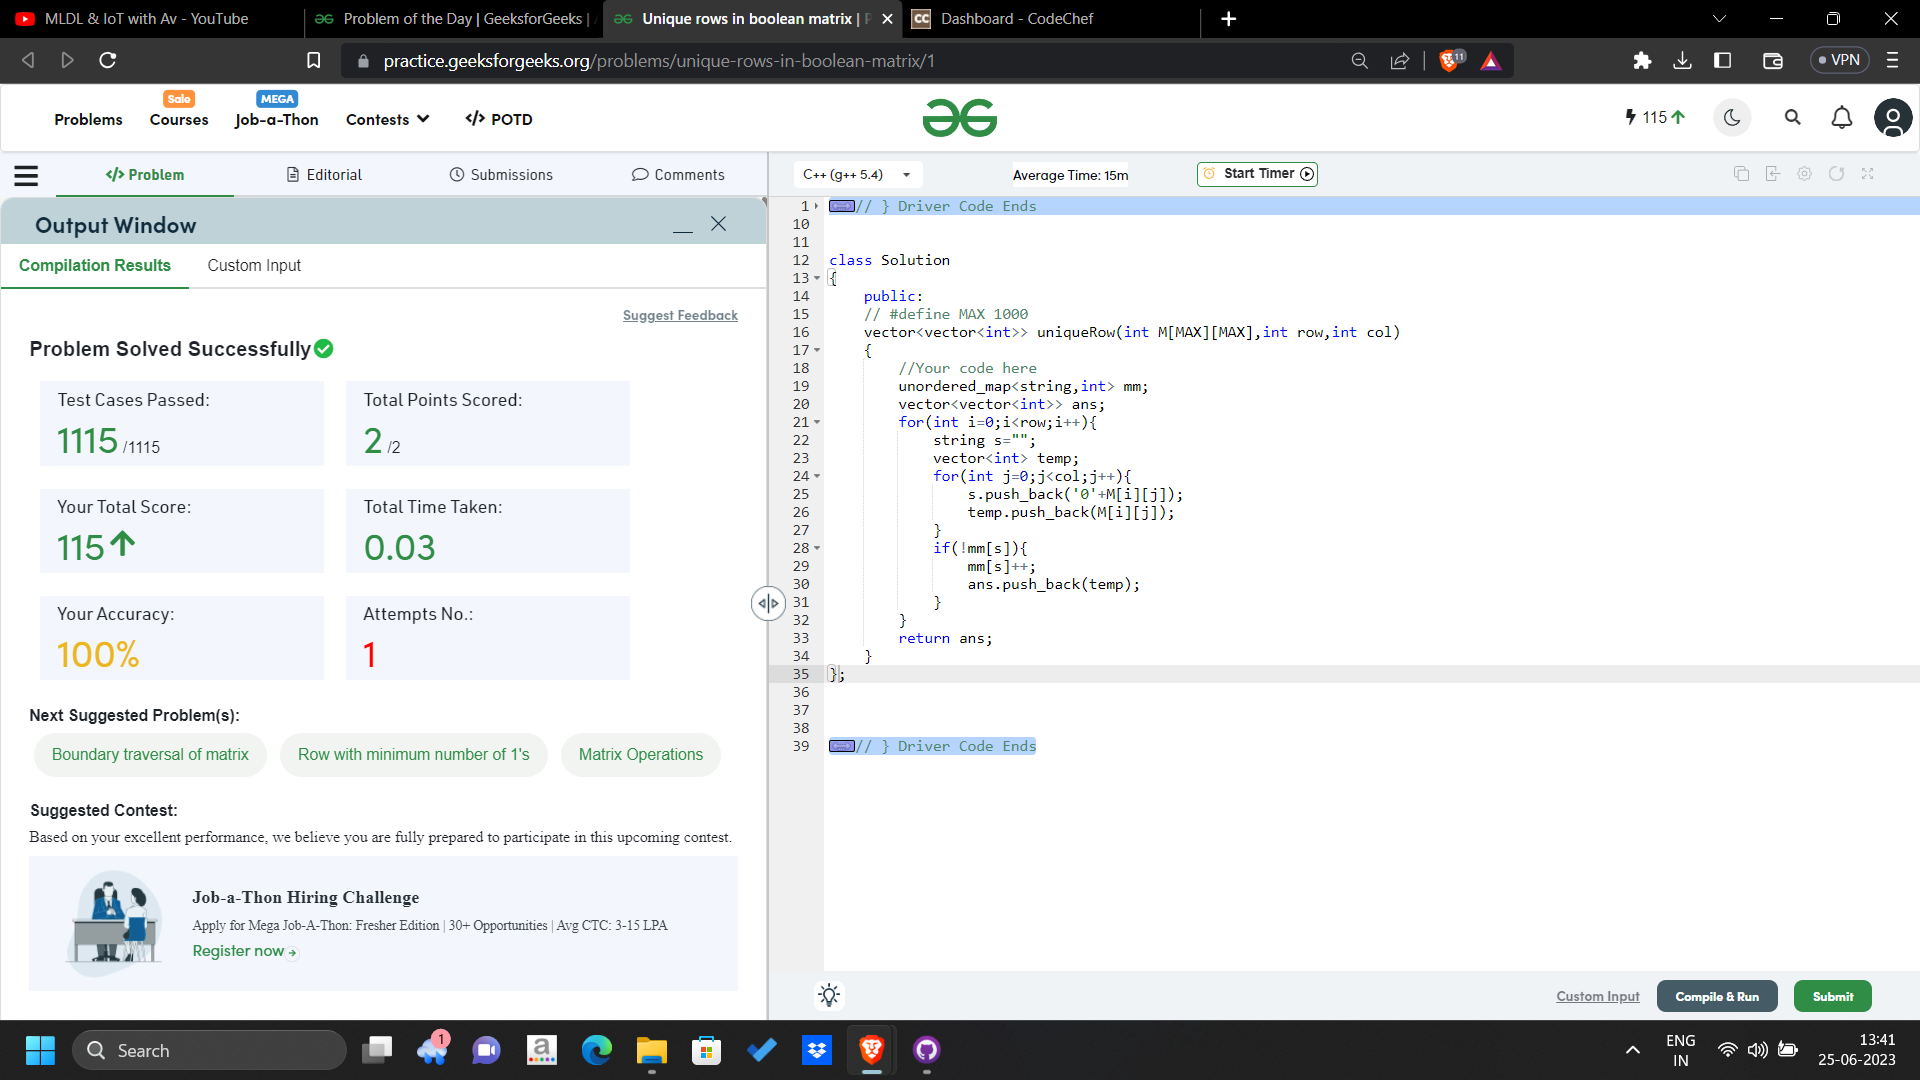 MLDL & IoT with Av - YouTube
Problem of the Day | GeeksforGeeks |
Unique rows in boolean matrix |
CC Dashboard - CodeChef
practice.geeksforgeeks.org/problems/unique-rows-in-boolean-matrix/1
11
VPN
Sale
MEGA
Problems
Courses
Job-a-Thon
Contests
</> POTD
115
</> Problem
Editorial
Submissions
Comments
C++ (g++ 5.4)
Average Time: 15m
Start Timer
Output Window
Compilation Results
Custom Input
Suggest Feedback
Problem Solved Successfully
Test Cases Passed:
1115 /1115
Total Points Scored:
2 /2
Your Total Score:
115
Total Time Taken:
0.03
Your Accuracy:
100%
Attempts No.:
1
Next Suggested Problem(s):
Boundary traversal of matrix
Row with minimum number of 1's
Matrix Operations
Suggested Contest:
Based on your excellent performance, we believe you are fully prepared to participate in this upcoming contest.
Job-a-Thon Hiring Challenge
Apply for Mega Job-A-Thon: Fresher Edition | 30+ Opportunities | Avg CTC: 3-15 LPA
Register now
1 // } Driver Code Ends
10
11
12 class Solution
13 {
14 public:
15 // #define MAX 1000
16 vector<vector<int>> uniqueRow(int M[MAX][MAX],int row,int col)
17 {
18 //Your code here
19 unordered_map<string,int> mm;
20 vector<vector<int>> ans;
21 for(int i=0;i<row;i++){
22 string s="";
23 vector<int> temp;
24 for(int j=0;j<col;j++){
25 s.push_back('0'+M[i][j]);
26 temp.push_back(M[i][j]);
27 }
28 if(!mm[s]){
29 mm[s]++;
30 ans.push_back(temp);
31 }
32 }
33 return ans;
34 }
35 };
36
37
38
39 // } Driver Code Ends
Custom Input
Compile & Run
Submit
Search
1
a
ENG
IN
13:41
25-06-2023